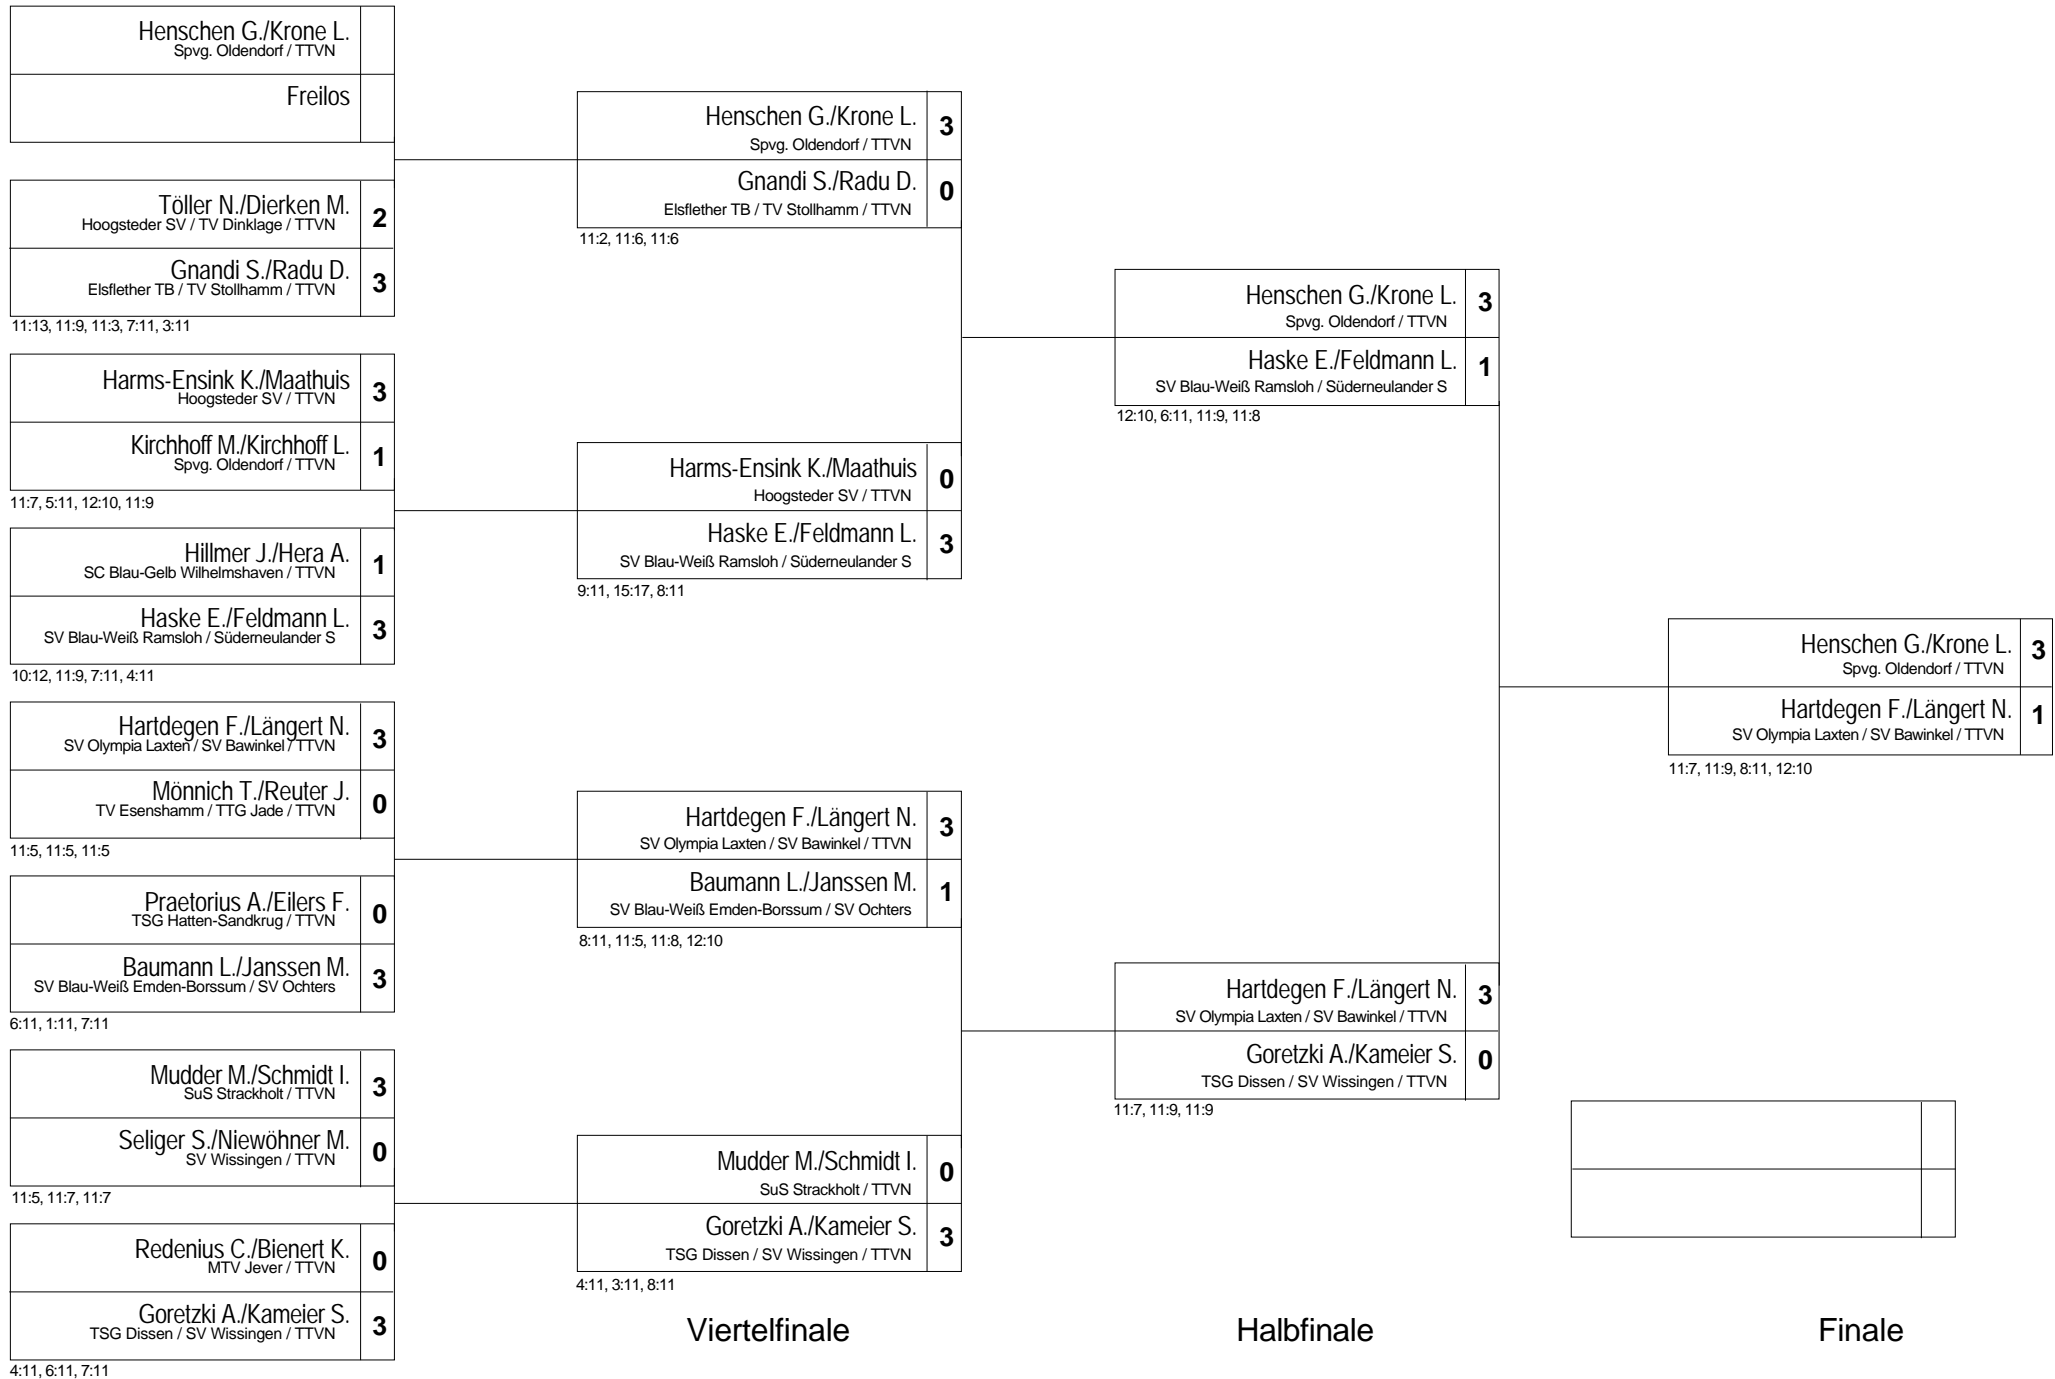 Henschen G./Krone L.
Spvg. Oldendorf / TTVN
Freilos
Töller N./Dierken M. 2
Hoogsteder SV / TV Dinklage / TTVN
Gnandi S./Radu D. 3
Elsflether TB / TV Stollhamm / TTVN
11:13, 11:9, 11:3, 7:11, 3:11
Harms-Ensink K./Maathuis 3
Hoogsteder SV / TTVN
Kirchhoff M./Kirchhoff L. 1
Spvg. Oldendorf / TTVN
11:7, 5:11, 12:10, 11:9
Hillmer J./Hera A. 1
SC Blau-Gelb Wilhelmshaven / TTVN
Haske E./Feldmann L. 3
SV Blau-Weiß Ramsloh / Süderneulander S
10:12, 11:9, 7:11, 4:11
Hartdegen F./Längert N. 3
SV Olympia Laxten / SV Bawinkel / TTVN
Mönnich T./Reuter J. 0
TV Esenshamm / TTG Jade / TTVN
11:5, 11:5, 11:5
Praetorius A./Eilers F. 0
TSG Hatten-Sandkrug / TTVN
Baumann L./Janssen M. 3
SV Blau-Weiß Emden-Borssum / SV Ochters
6:11, 1:11, 7:11
Mudder M./Schmidt I. 3
SuS Strackholt / TTVN
Seliger S./Niewöhner M. 0
SV Wissingen / TTVN
11:5, 11:7, 11:7
Redenius C./Bienert K. 0
MTV Jever / TTVN
Goretzki A./Kameier S. 3
TSG Dissen / SV Wissingen / TTVN
4:11, 6:11, 7:11
Henschen G./Krone L. 3
Spvg. Oldendorf / TTVN
Gnandi S./Radu D. 0
Elsflether TB / TV Stollhamm / TTVN
11:2, 11:6, 11:6
Harms-Ensink K./Maathuis 0
Hoogsteder SV / TTVN
Haske E./Feldmann L. 3
SV Blau-Weiß Ramsloh / Süderneulander S
9:11, 15:17, 8:11
Hartdegen F./Längert N. 3
SV Olympia Laxten / SV Bawinkel / TTVN
Baumann L./Janssen M. 1
SV Blau-Weiß Emden-Borssum / SV Ochters
8:11, 11:5, 11:8, 12:10
Mudder M./Schmidt I. 0
SuS Strackholt / TTVN
Goretzki A./Kameier S. 3
TSG Dissen / SV Wissingen / TTVN
4:11, 3:11, 8:11
Viertelfinale
Henschen G./Krone L. 3
Spvg. Oldendorf / TTVN
Haske E./Feldmann L. 1
SV Blau-Weiß Ramsloh / Süderneulander S
12:10, 6:11, 11:9, 11:8
Hartdegen F./Längert N. 3
SV Olympia Laxten / SV Bawinkel / TTVN
Goretzki A./Kameier S. 0
TSG Dissen / SV Wissingen / TTVN
11:7, 11:9, 11:9
Halbfinale
Henschen G./Krone L. 3
Spvg. Oldendorf / TTVN
Hartdegen F./Längert N. 1
SV Olympia Laxten / SV Bawinkel / TTVN
11:7, 11:9, 8:11, 12:10
Finale